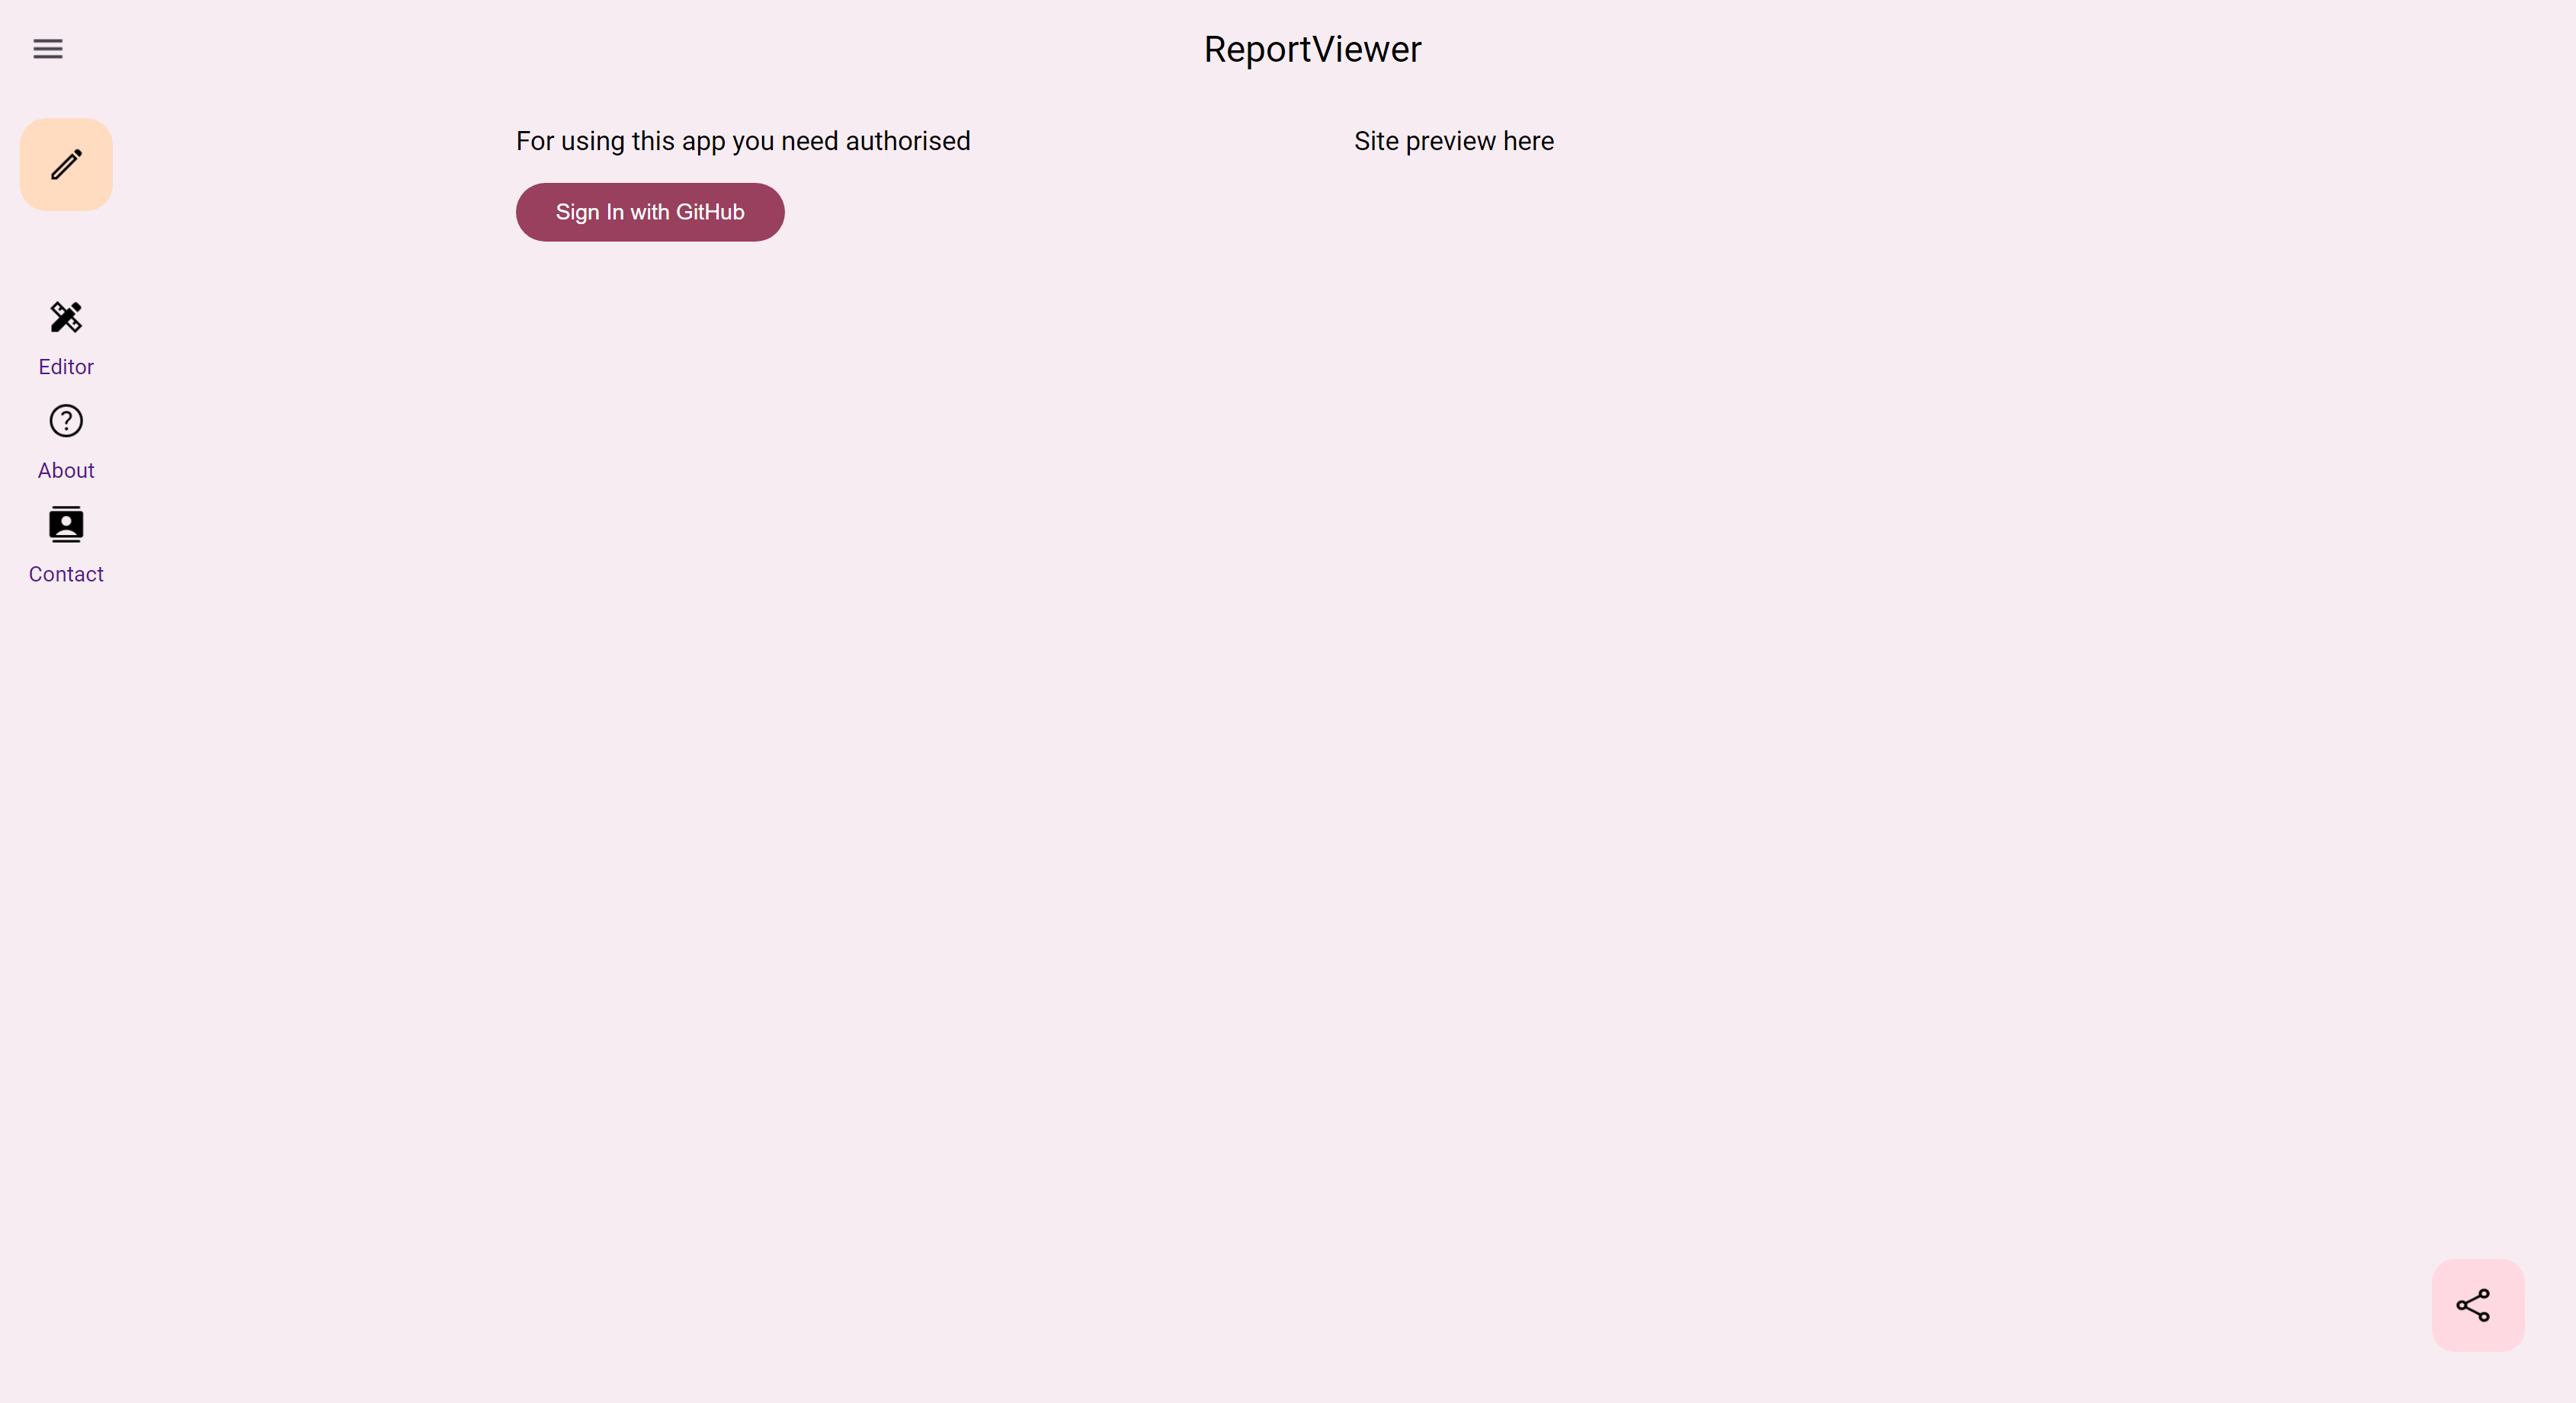 ReportViewer
For using this app you need authorised
Sign In with GitHub
Site preview here
Editor
About
Contact